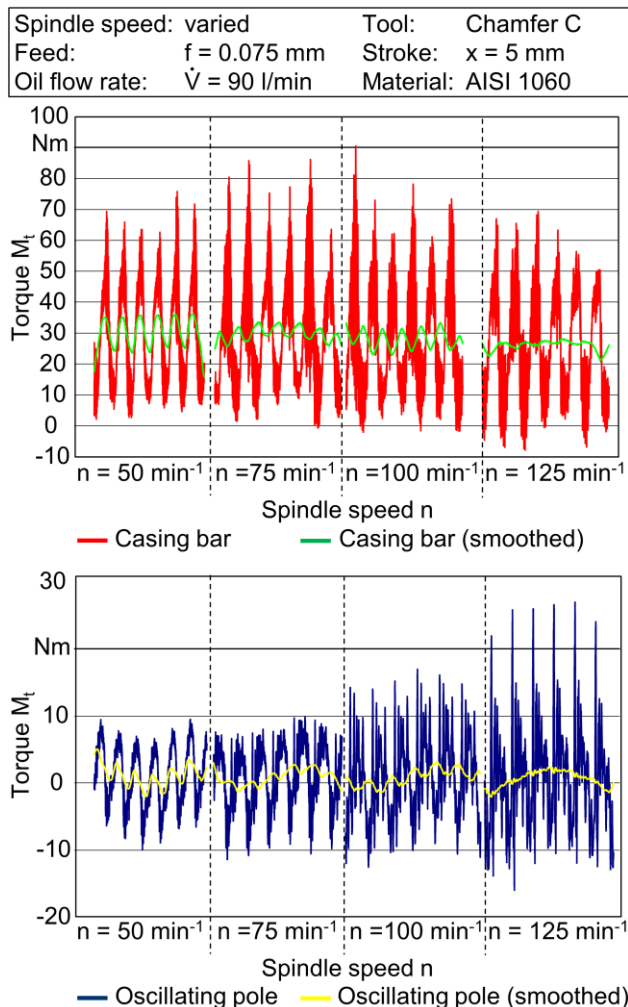 Spindle speed: varied Tool: Chamfer C
Feed: f = 0.075 mm Stroke: x = 5 mm
Oil flow rate: V̇ = 90 l/min Material: AISI 1060
100
Nm
80
70
60
50
40
30
20
10
0
-10
Torque Mt
n = 50 min-1 n =75 min-1 n =100 min-1 n = 125 min-1
Spindle speed n
Casing bar Casing bar (smoothed)
30
Nm
10
0
-10
-20
Torque Mt
n = 50 min-1 n =75 min-1 n =100 min-1 n = 125 min-1
Spindle speed n
Oscillating pole Oscillating pole (smoothed)